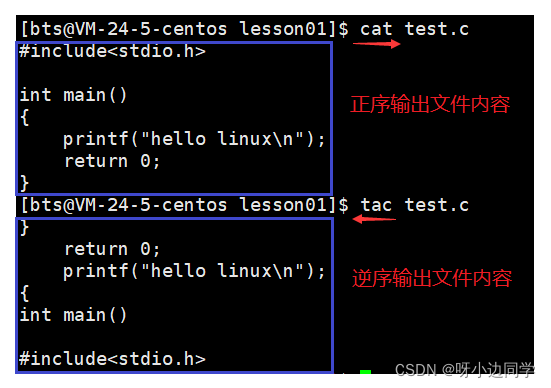 [bts@VM-24-5-centos lesson01]$ cat test.c
#include<stdio.h>
int main()
正序输出文件内容
{
    printf("hello linux\n");
    return 0;
}
[bts@VM-24-5-centos lesson01]$ tac test.c
}
    return 0;
    printf("hello linux\n");
逆序输出文件内容
{
int main()
#include<stdio.h>
CSDN @呀小边同学